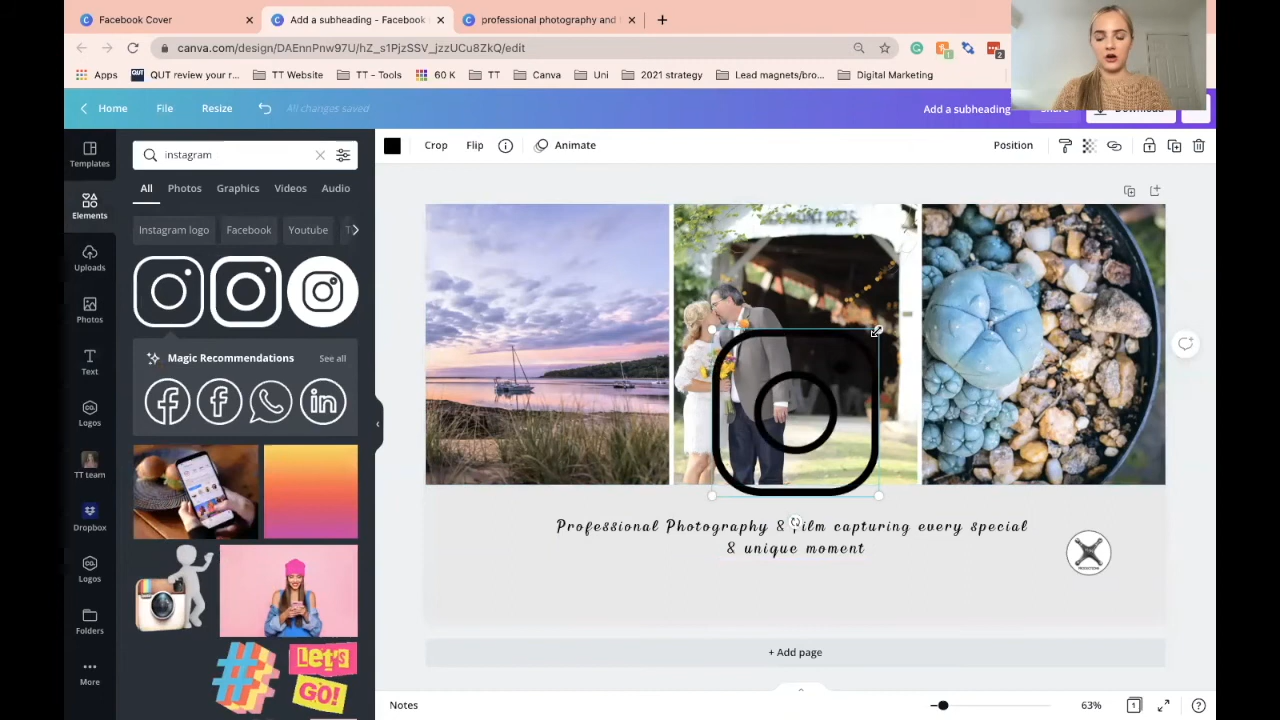 Facebook Cover
Add a subheading - Facebook
professional photography and
canva.com/design/DAEnnPnw97U/hZ_s1PjzSSV_jzzUCu8ZkQ/edit
Apps
QUT review your r...
TT Website
TT - Tools
60 K
TT
Canva
Uni
2021 strategy
Lead magnets/bro...
Digital Marketing
Home
File
Resize
All changes saved
Add a subheading
Share
Download
Templates
Elements
Uploads
Photos
Text
Logos
TT team
Dropbox
Logos
Folders
More
instagram
All
Photos
Graphics
Videos
Audio
Instagram logo
Facebook
Youtube
Magic Recommendations
See all
LET'S
GO!
Crop
Flip
Animate
Position
Professional Photography & Film capturing every special
& unique moment
PRODUCTIONS
+ Add page
Notes
63%
1